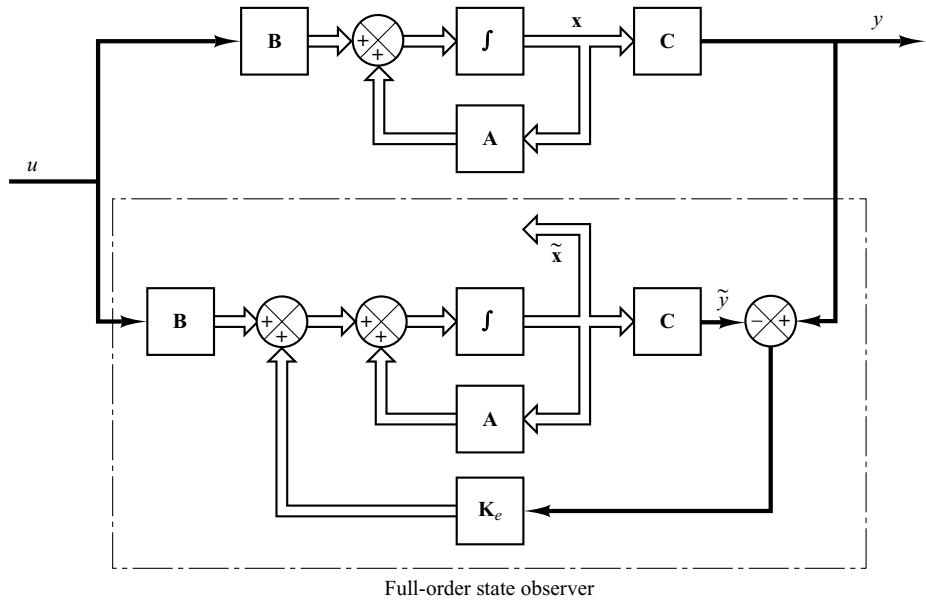 x
y
B
+
+
∫
C
A
u
x̃
B
+
+
+
+
∫
C
ỹ
−
+
A
Kₑ
Full-order state observer